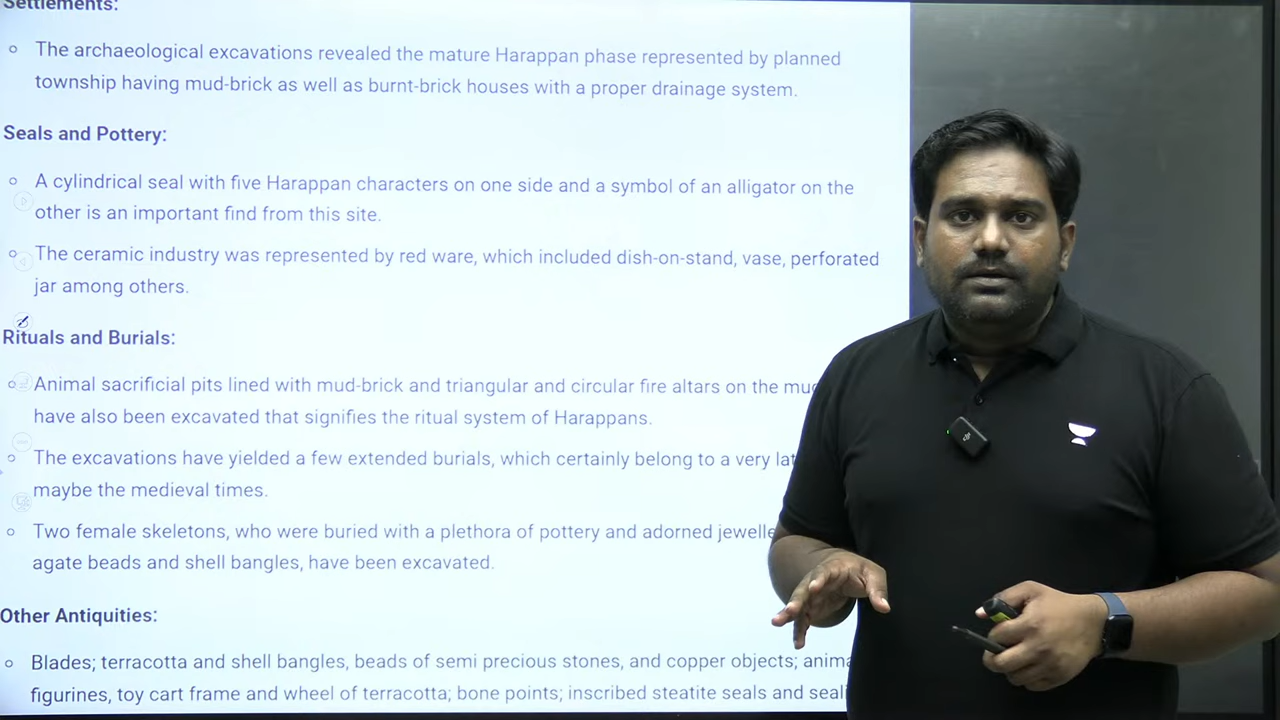 Settlements:
The archaeological excavations revealed the mature Harappan phase represented by planned
township having mud-brick as well as burnt-brick houses with a proper drainage system.
Seals and Pottery:
A cylindrical seal with five Harappan characters on one side and a symbol of an alligator on the
other is an important find from this site.
The ceramic industry was represented by red ware, which included dish-on-stand, vase, perforated
jar among others.
Rituals and Burials:
Animal sacrificial pits lined with mud-brick and triangular and circular fire altars on the
have also been excavated that signifies the ritual system of Harappans.
The excavations have yielded a few extended burials, which certainly belong to a very
maybe the medieval times.
Two female skeletons, who were buried with a plethora of pottery and adorned
agate beads and shell bangles, have been excavated.
Other Antiquities:
Blades; terracotta and shell bangles, beads of semi precious stones, and copper objects;
figurines, toy cart frame and wheel of terracotta; bone points; inscribed steatite seals and